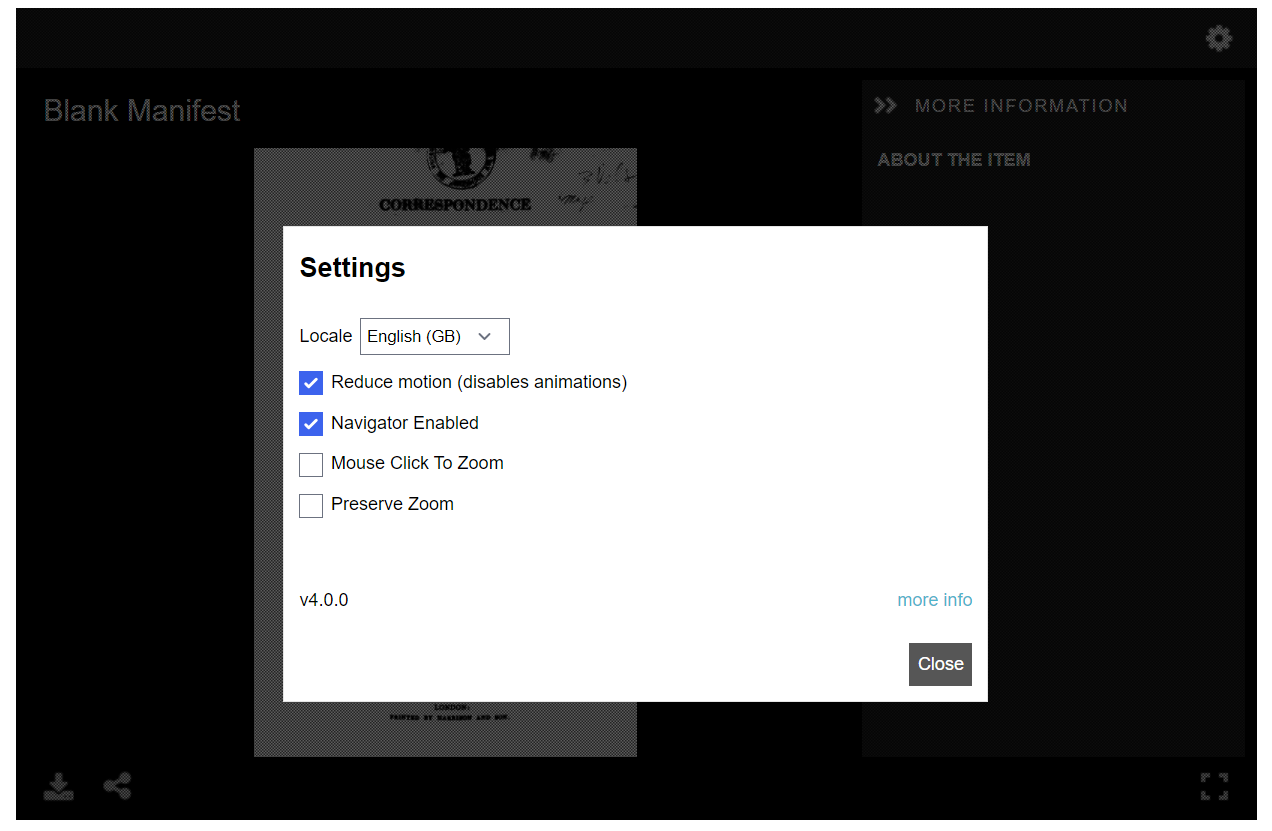 Blank Manifest
MORE INFORMATION
ABOUT THE ITEM
CORRESPONDENCE
Settings
Locale English (GB)
Reduce motion (disables animations)
Navigator Enabled
Mouse Click To Zoom
Preserve Zoom
v4.0.0 more info
Close
LONDON:
PRINTED BY HARRISON AND SON.